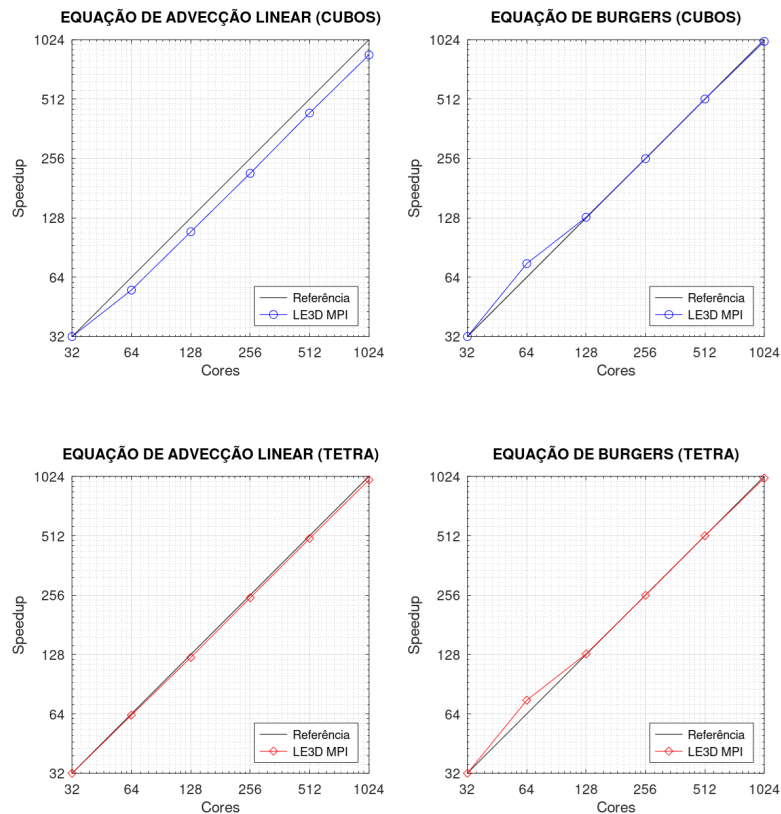 EQUAÇÃO DE ADVECÇÃO LINEAR (CUBOS)
1024
512
256
128
64
32
Speedup
Referência
LE3D MPI
32 64 128 256 512 1024
Cores
EQUAÇÃO DE BURGERS (CUBOS)
1024
512
256
128
64
32
Speedup
Referência
LE3D MPI
32 64 128 256 512 1024
Cores
EQUAÇÃO DE ADVECÇÃO LINEAR (TETRA)
1024
512
256
128
64
32
Speedup
Referência
LE3D MPI
32 64 128 256 512 1024
Cores
EQUAÇÃO DE BURGERS (TETRA)
1024
512
256
128
64
32
Speedup
Referência
LE3D MPI
32 64 128 256 512 1024
Cores